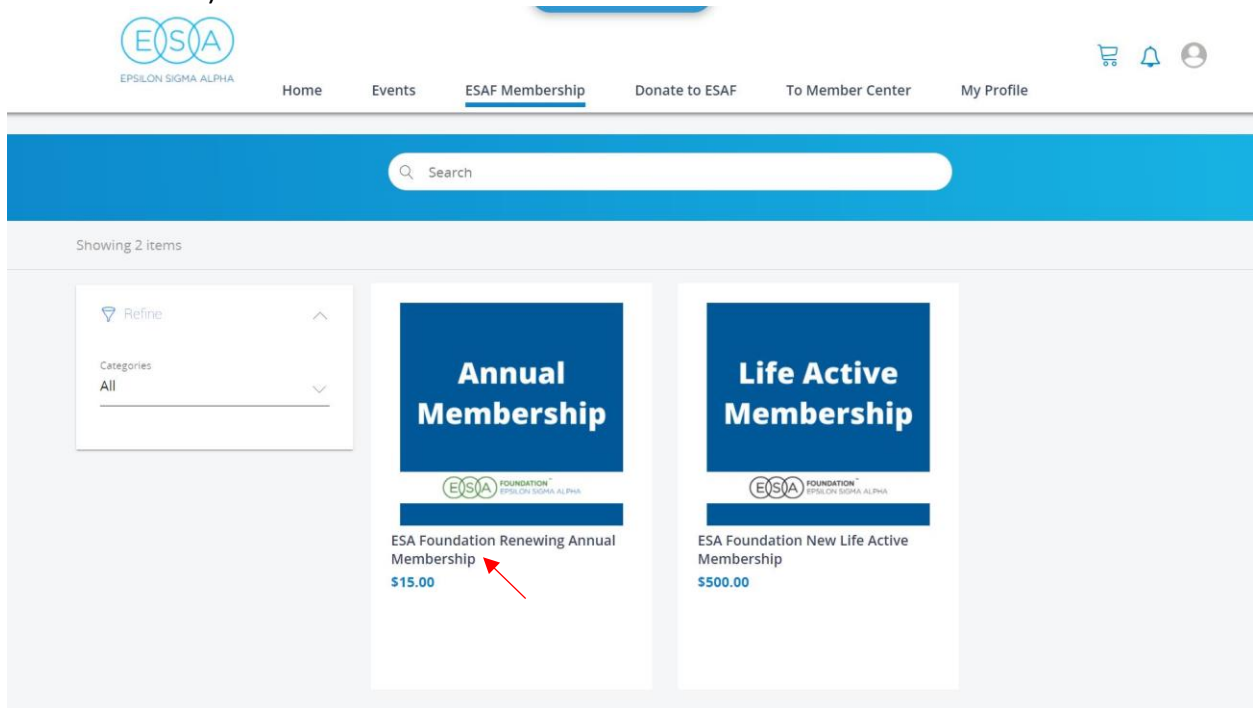 ESA
EPSILON SIGMA ALPHA
Home Events ESAF Membership Donate to ESAF To Member Center My Profile
Search
Showing 2 items
Refine
Categories
All
Annual
Membership
ESA FOUNDATION
EPSILON SIGMA ALPHA
ESA Foundation Renewing Annual
Membership
$15.00
Life Active
Membership
ESA FOUNDATION
EPSILON SIGMA ALPHA
ESA Foundation New Life Active
Membership
$500.00